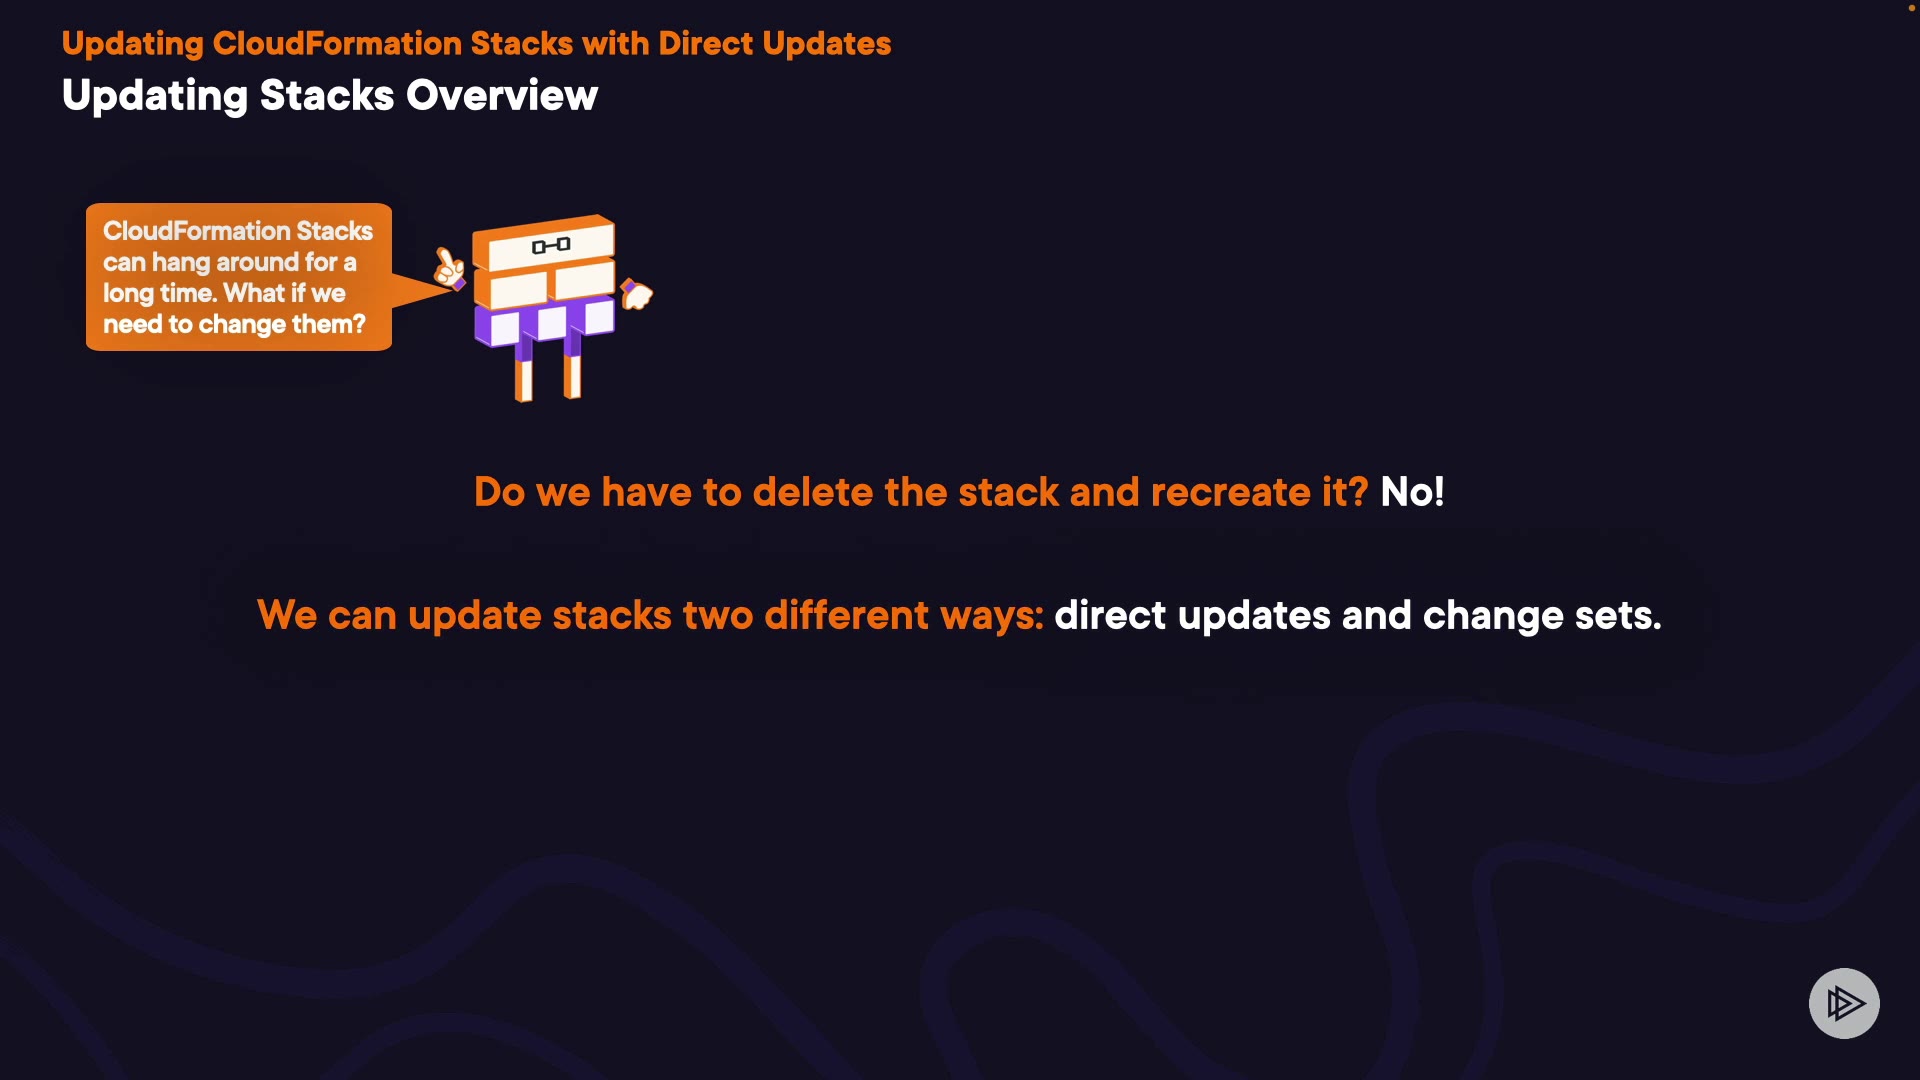 Updating CloudFormation Stacks with Direct Updates
Updating Stacks Overview
CloudFormation Stacks
can hang around for a
long time. What if we
need to change them?
Do we have to delete the stack and recreate it? No!
We can update stacks two different ways: direct updates and change sets.